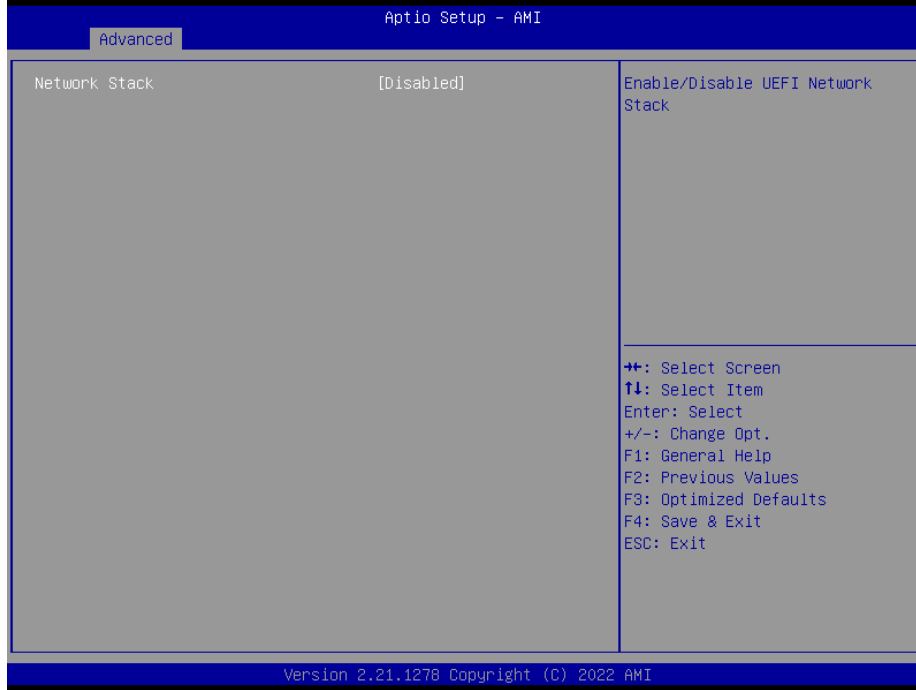 Aptio Setup – AMI
Advanced
Network Stack [Disabled]
Enable/Disable UEFI Network
Stack
→←: Select Screen
↑↓: Select Item
Enter: Select
+/-: Change Opt.
F1: General Help
F2: Previous Values
F3: Optimized Defaults
F4: Save & Exit
ESC: Exit
Version 2.21.1278 Copyright (C) 2022 AMI